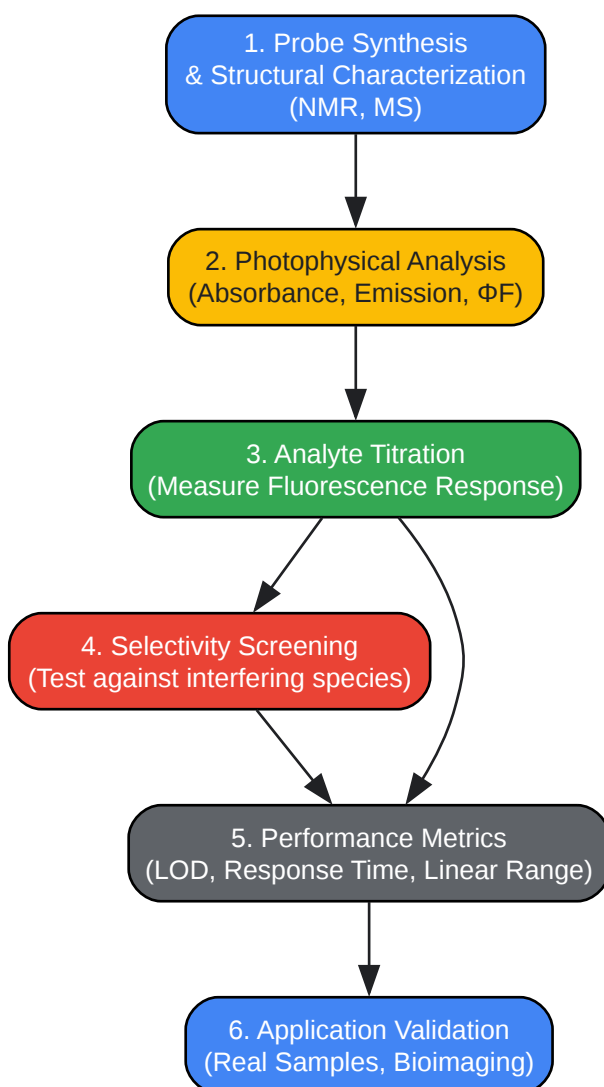 1. Probe Synthesis
& Structural Characterization
(NMR, MS)
2. Photophysical Analysis
(Absorbance, Emission, ΦF)
3. Analyte Titration
(Measure Fluorescence Response)
4. Selectivity Screening
(Test against interfering species)
5. Performance Metrics
(LOD, Response Time, Linear Range)
6. Application Validation
(Real Samples, Bioimaging)